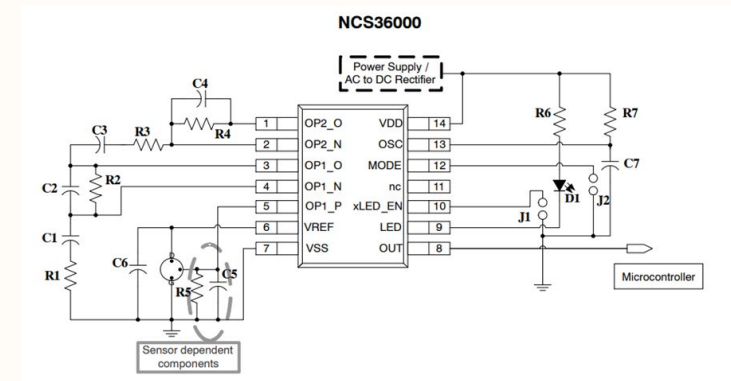 NCS36000
Power Supply /
AC to DC Rectifier
C4
R4
C3
R3
R2
C2
C1
R1
C6
R5
C5
1
2
3
4
5
6
7
OP2_O
OP2_N
OP1_O
OP1_N
OP1_P
VREF
VSS
VDD
OSC
MODE
nc
xLED_EN
LED
OUT
14
13
12
11
10
9
8
R6
R7
C7
D1
J2
J1
Microcontroller
Sensor dependent
components